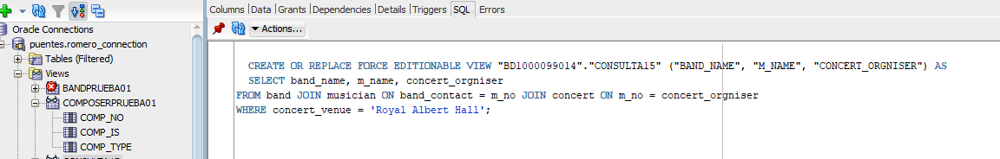 Columns Data Grants Dependencies Details Triggers SQL Errors
Actions...
Oracle Connections
puentes.romero_connection
Tables (Filtered)
Views
BANDPRUEBA01
COMPOSERPRUEBA01
COMP_NO
COMP_IS
COMP_TYPE
CREATE OR REPLACE FORCE EDITIONABLE VIEW "BD1000099014"."CONSULTA15" ("BAND_NAME", "M_NAME", "CONCERT_ORGNISER") AS
SELECT band_name, m_name, concert_orgniser
FROM band JOIN musician ON band_contact = m_no JOIN concert ON m_no = concert_orgniser
WHERE concert_venue = 'Royal Albert Hall';